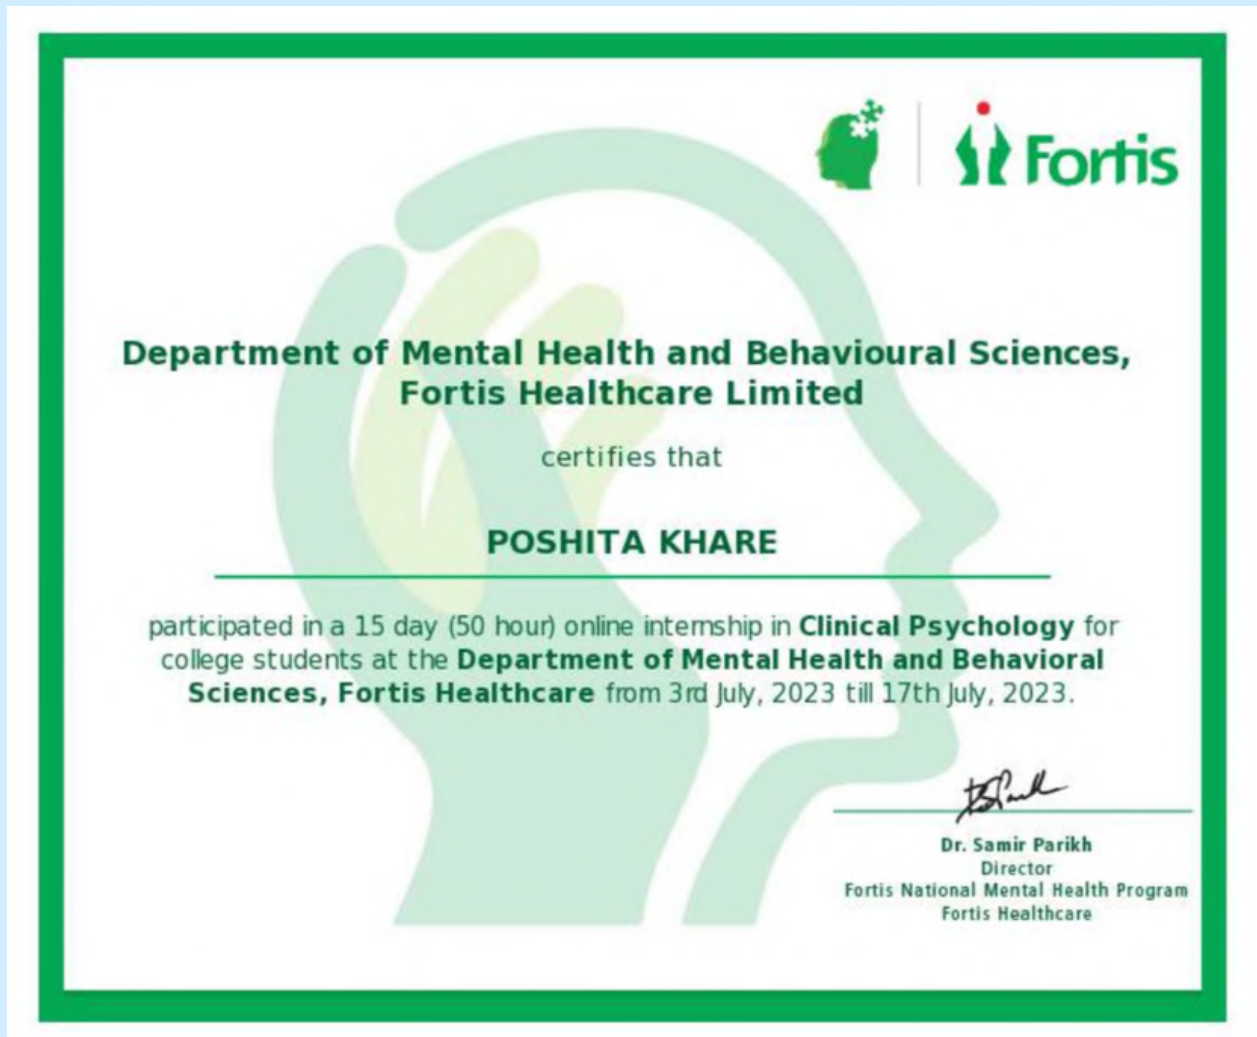 Fortis
Department of Mental Health and Behavioural Sciences,
Fortis Healthcare Limited
certifies that
POSHITA KHARE
participated in a 15 day (50 hour) online internship in Clinical Psychology for
college students at the Department of Mental Health and Behavioral
Sciences, Fortis Healthcare from 3rd July, 2023 till 17th July, 2023.
Dr. Samir Parikh
Director
Fortis National Mental Health Program
Fortis Healthcare